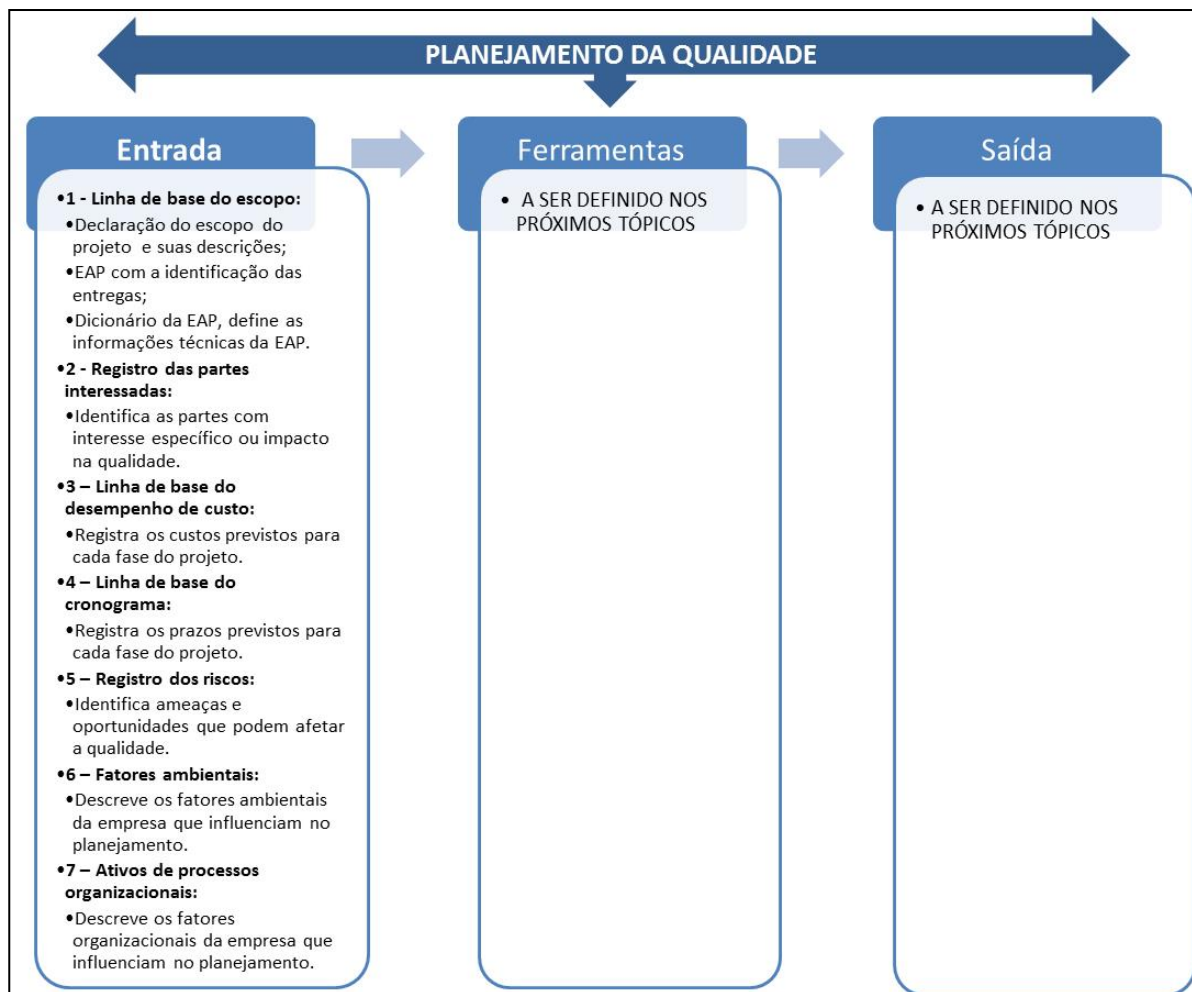 PLANEJAMENTO DA QUALIDADE
Entrada
•1 - Linha de base do escopo:
•Declaração do escopo do
projeto e suas descrições;
•EAP com a identificação das
entregas;
•Dicionário da EAP, define as
informações técnicas da EAP.
•2 - Registro das partes
interessadas:
•Identifica as partes com
interesse específico ou impacto
na qualidade.
•3 – Linha de base do
desempenho de custo:
•Registra os custos previstos para
cada fase do projeto.
•4 – Linha de base do
cronograma:
•Registra os prazos previstos para
cada fase do projeto.
•5 – Registro dos riscos:
•Identifica ameaças e
oportunidades que podem afetar
a qualidade.
•6 – Fatores ambientais:
•Descreve os fatores ambientais
da empresa que influenciam no
planejamento.
•7 – Ativos de processos
organizacionais:
•Descreve os fatores
organizacionais da empresa que
influenciam no planejamento.
Ferramentas
• A SER DEFINIDO NOS
PRÓXIMOS TÓPICOS
Saída
• A SER DEFINIDO NOS
PRÓXIMOS TÓPICOS